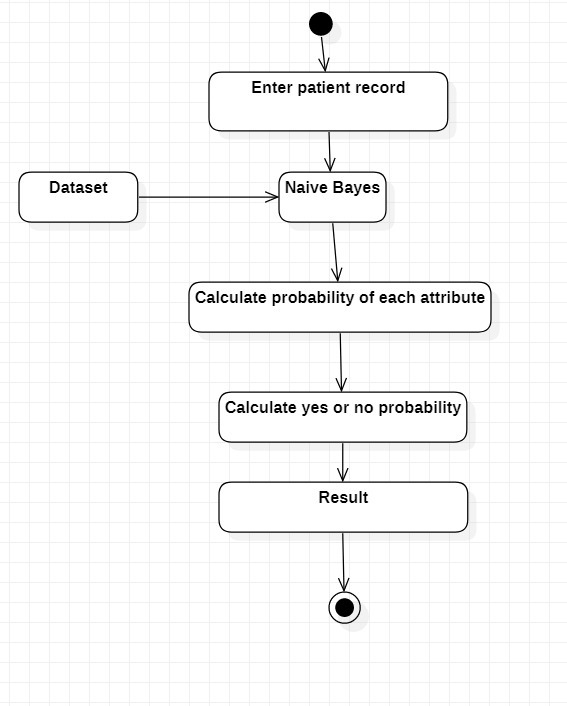 Enter patient record
Dataset
Naive Bayes
Calculate probability of each attribute
Calculate yes or no probability
Result